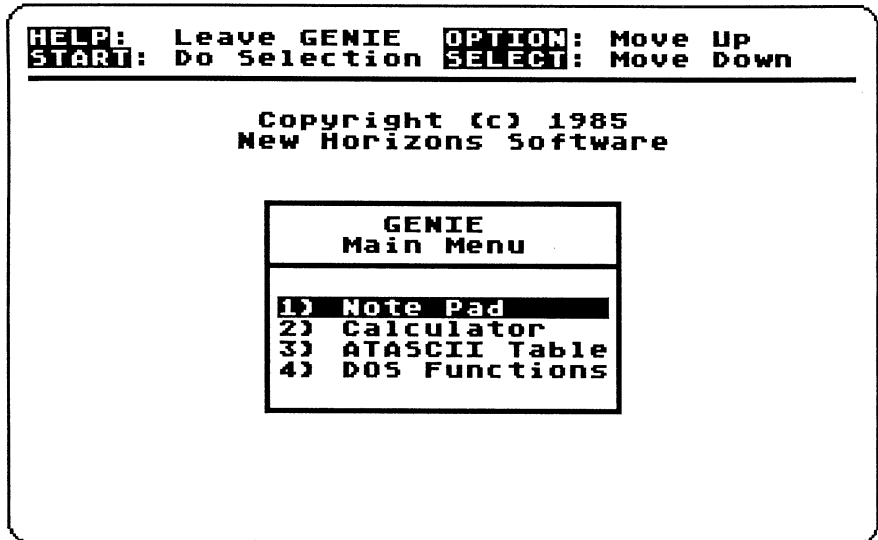 HELP: Leave GENIE OPTION: Move Up
START: Do Selection SELECT: Move Down
Copyright (c) 1985
New Horizons Software
GENIE
Main Menu
1) Note Pad
2) Calculator
3) ATASCII Table
4) DOS Functions